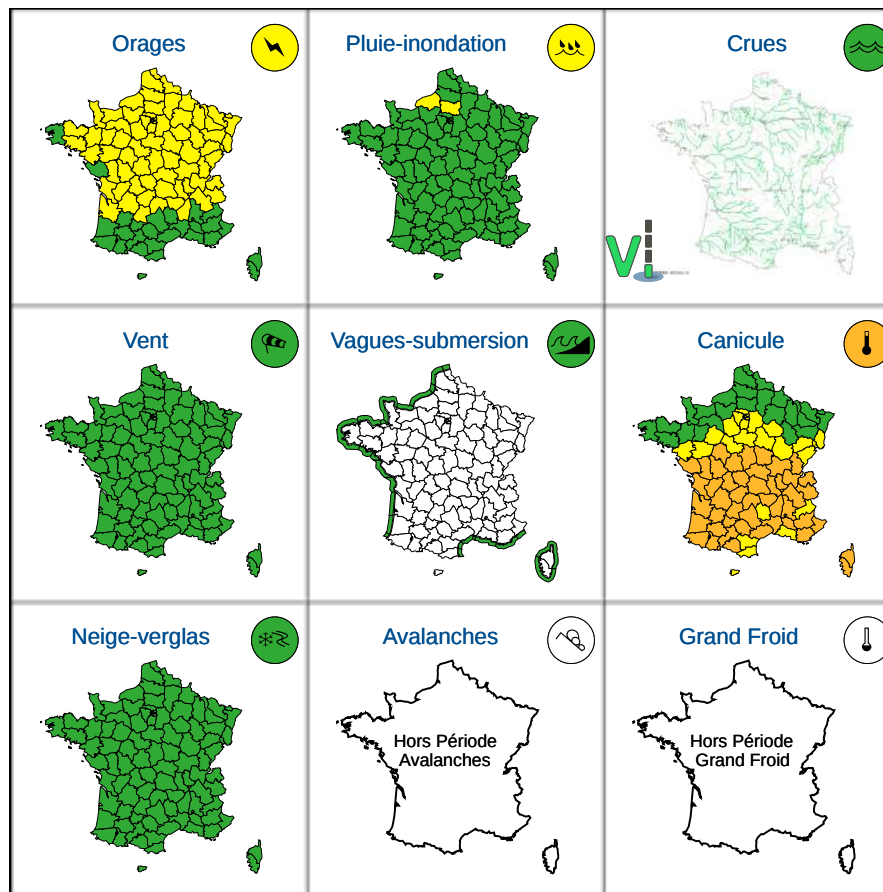 Orages
Pluie-inondation
Crues
Vent
Vagues-submersion
Canicule
Neige-verglas
Avalanches
Grand Froid
Hors Période
Avalanches
Hors Période
Grand Froid